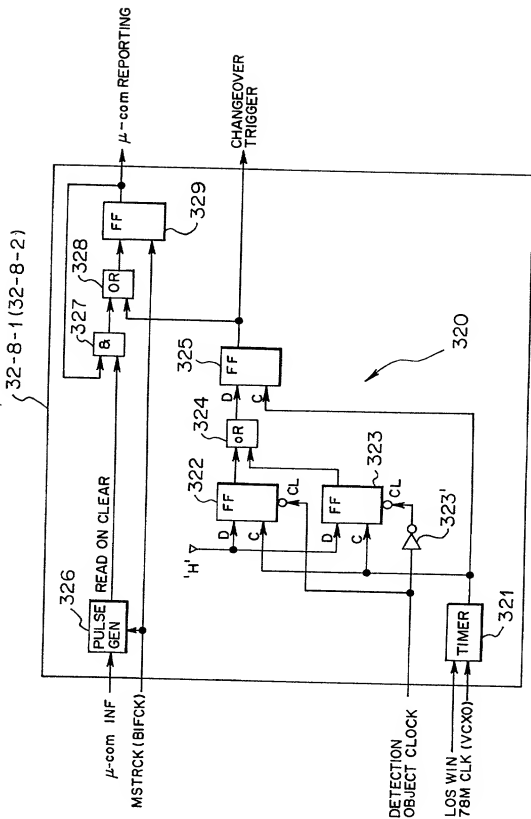 32-8-1 (32-8-2)
μ-com INF
PULSE GEN
326
READ ON CLEAR
&
327
OR
328
FF
329
μ-com REPORTING
MSTRCK (BIFCK)
'H'
D
C
FF
322
CL
OR
324
D
C
FF
325
CHANGEOVER TRIGGER
D
C
FF
323
CL
323'
320
DETECTION OBJECT CLOCK
LOS WIN
78M CLK (VCXO)
TIMER
321